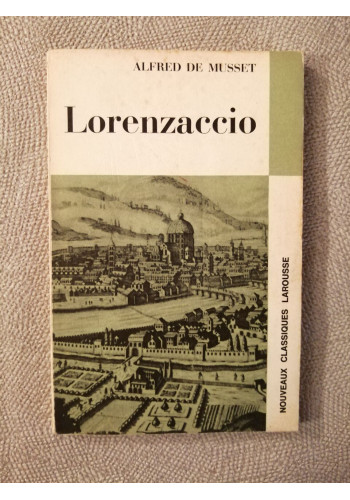 ALFRED DE MUSSET
Lorenzaccio
NOUVEAUX CLASSIQUES LAROUSSE